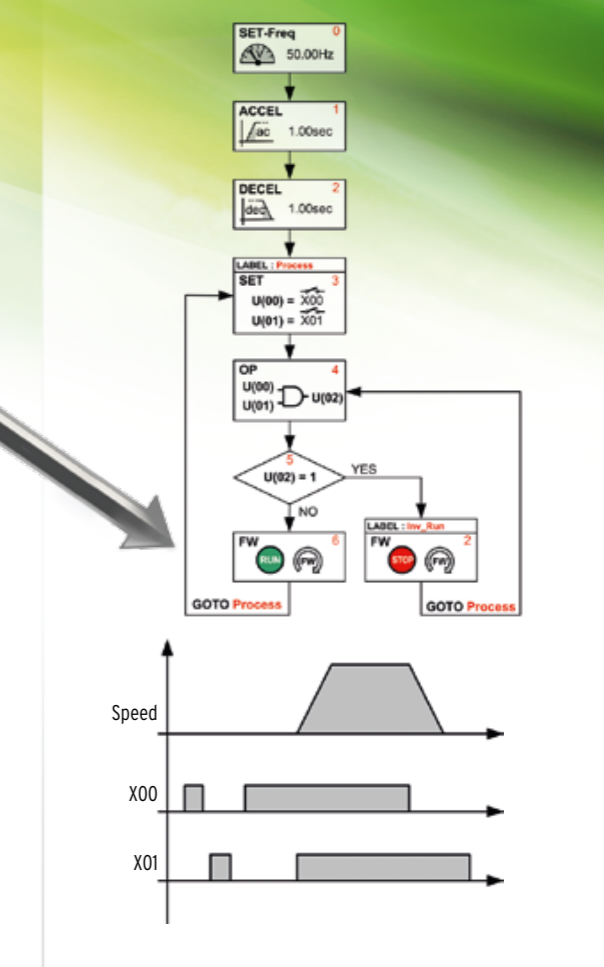 SET-Freq 0
50.00Hz
ACCEL 1
ac 1.00sec
DECEL 2
dec 1.00sec
LABEL : Process
SET 3
U(00) = X00
U(01) = X01
OP 4
U(00)
U(01) U(02)
5
U(02) = 1
YES
NO
FW 6
RUN FW
GOTO Process
LABEL : Inv_Run
FW 2
STOP FW
GOTO Process
Speed
X00
X01